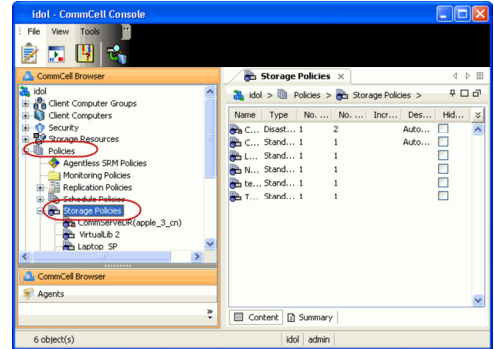 idol - CommCell Console
File View Tools
CommCell Browser
idol
Client Computer Groups
Client Computers
Security
Storage Resources
Policies
Agentless SRM Policies
Monitoring Policies
Replication Policies
Schedule Policies
Storage Policies
CommServeDR(apple_3_cn)
VirtualLib 2
Laptop_SP
CommCell Browser
Agents
Storage Policies
idol > Policies > Storage Policies >
Name Type No. ... No. ... Incr... Des... Hid...
C... Disast... 1 2 Auto...
C... Stand... 1 1 Auto...
L... Stand... 1 1
N... Stand... 1 1
te... Stand... 1 1
T... Stand... 1 1
Content Summary
6 object(s) idol admin